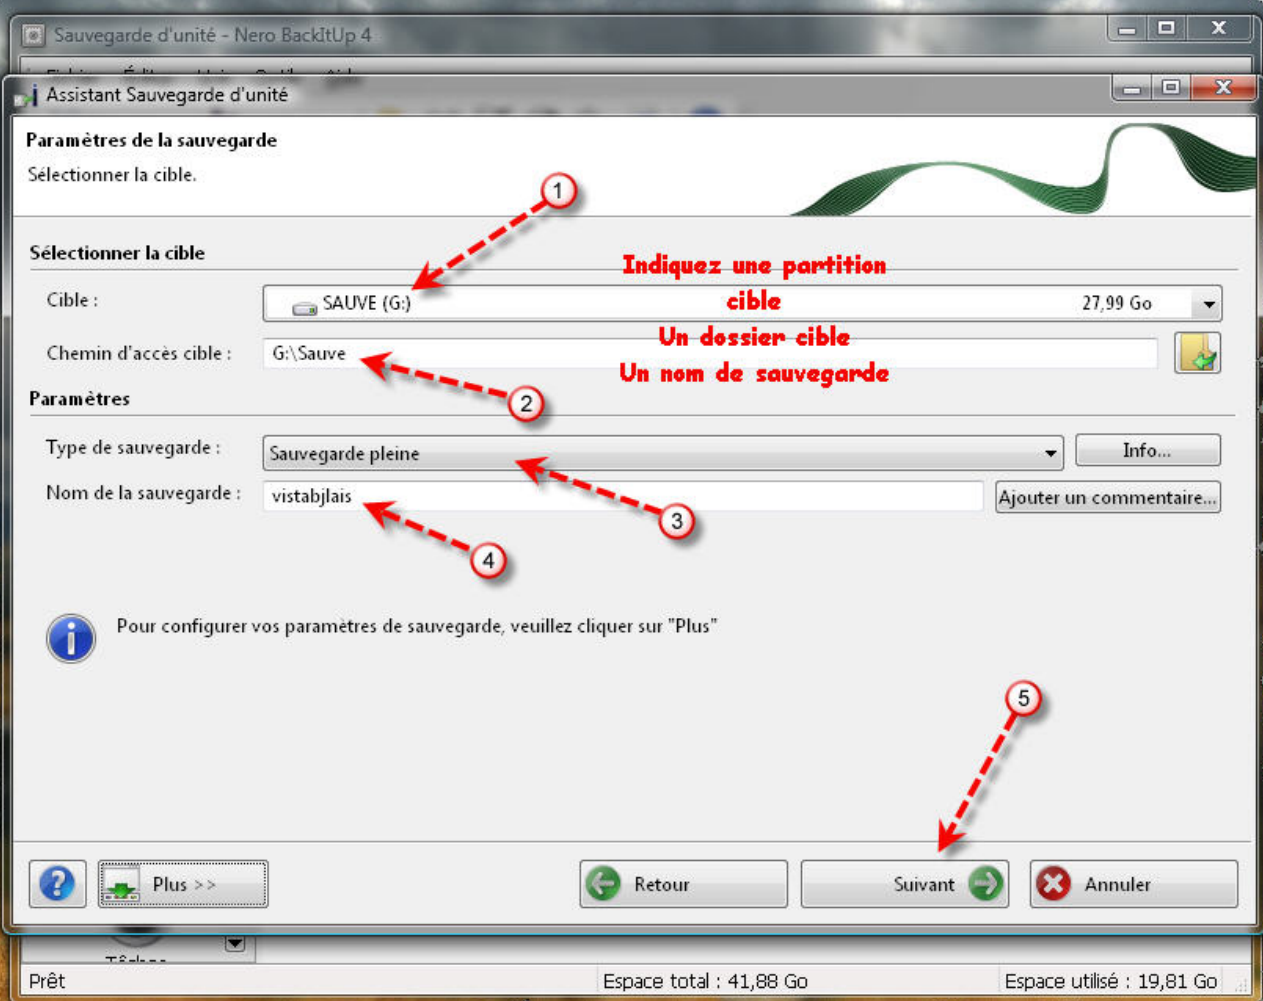 Sauvegarde d'unité - Nero BackItUp 4
Assistant Sauvegarde d'unité
Paramètres de la sauvegarde
Sélectionner la cible.
1
Sélectionner la cible
Indiquez une partition
cible
Un dossier cible
Un nom de sauvegarde
Cible :
SAUVE (G:)
27,99 Go
Chemin d'accès cible :
G:\Sauve
2
Paramètres
Type de sauvegarde :
Sauvegarde pleine
Info...
Nom de la sauvegarde :
vistabjlais
Ajouter un commentaire...
3
4
Pour configurer vos paramètres de sauvegarde, veuillez cliquer sur "Plus"
5
Plus >>
Retour
Suivant
Annuler
Prêt
Espace total : 41,88 Go
Espace utilisé : 19,81 Go